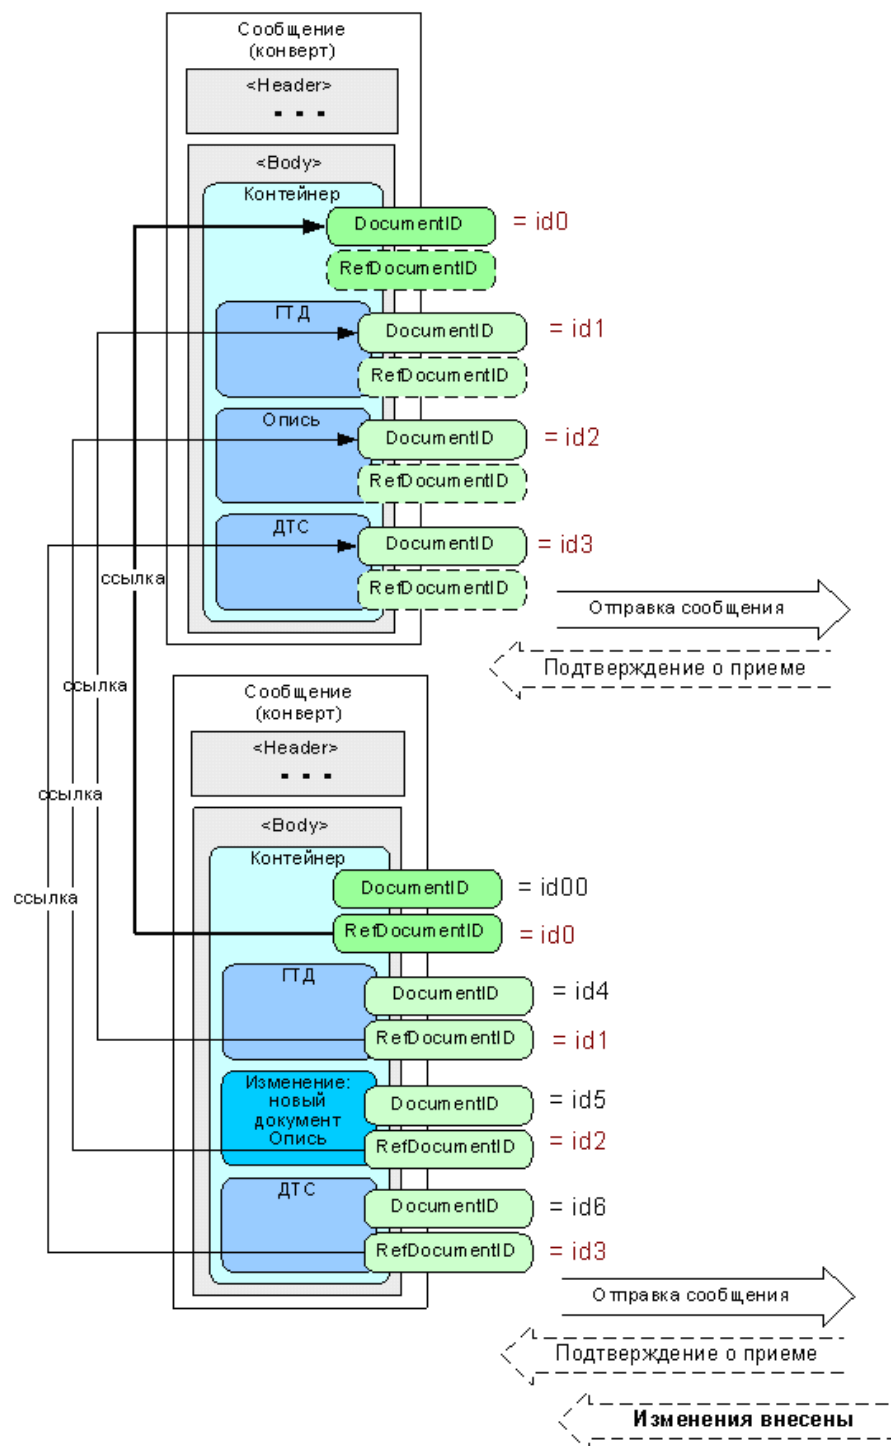 Сообщение
(конверт)
<Header>
- - -
<Body>
Контейнер
DocumentID = id0
RefDocumentID
ГТД
DocumentID = id1
RefDocumentID
Опись
DocumentID = id2
RefDocumentID
ДТС
DocumentID = id3
RefDocumentID
ссылка
Отправка сообщения
Подтверждение о приеме
ссылка
Сообщение
(конверт)
<Header>
- - -
ссылка
<Body>
Контейнер
DocumentID = id00
ссылка
RefDocumentID = id0
ГТД
DocumentID = id4
RefDocumentID = id1
Изменение:
новый
документ
Опись
DocumentID = id5
RefDocumentID = id2
ДТС
DocumentID = id6
RefDocumentID = id3
Отправка сообщения
Подтверждение о приеме
Изменения внесены